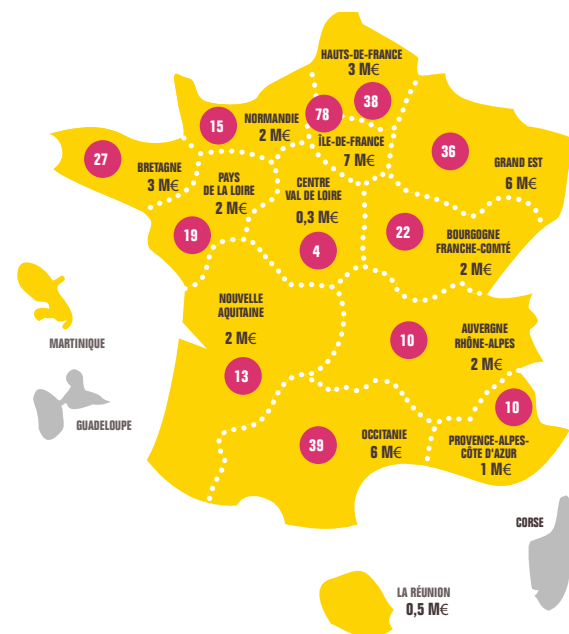 HAUTS-DE-FRANCE
3 M€
38
78
ÎLE-DE-FRANCE
7 M€
15
NORMANDIE
2 M€
36
GRAND EST
6 M€
27
BRETAGNE
3 M€
PAYS
DE LA LOIRE
2 M€
19
CENTRE
VAL DE LOIRE
0,3 M€
4
22
BOURGOGNE
FRANCHE-COMTÉ
2 M€
NOUVELLE
AQUITAINE
2 M€
13
10
AUVERGNE
RHÔNE-ALPES
2 M€
MARTINIQUE
GUADELOUPE
39
OCCITANIE
6 M€
10
PROVENCE-ALPES-
CÔTE D'AZUR
1 M€
CORSE
LA RÉUNION
0,5 M€